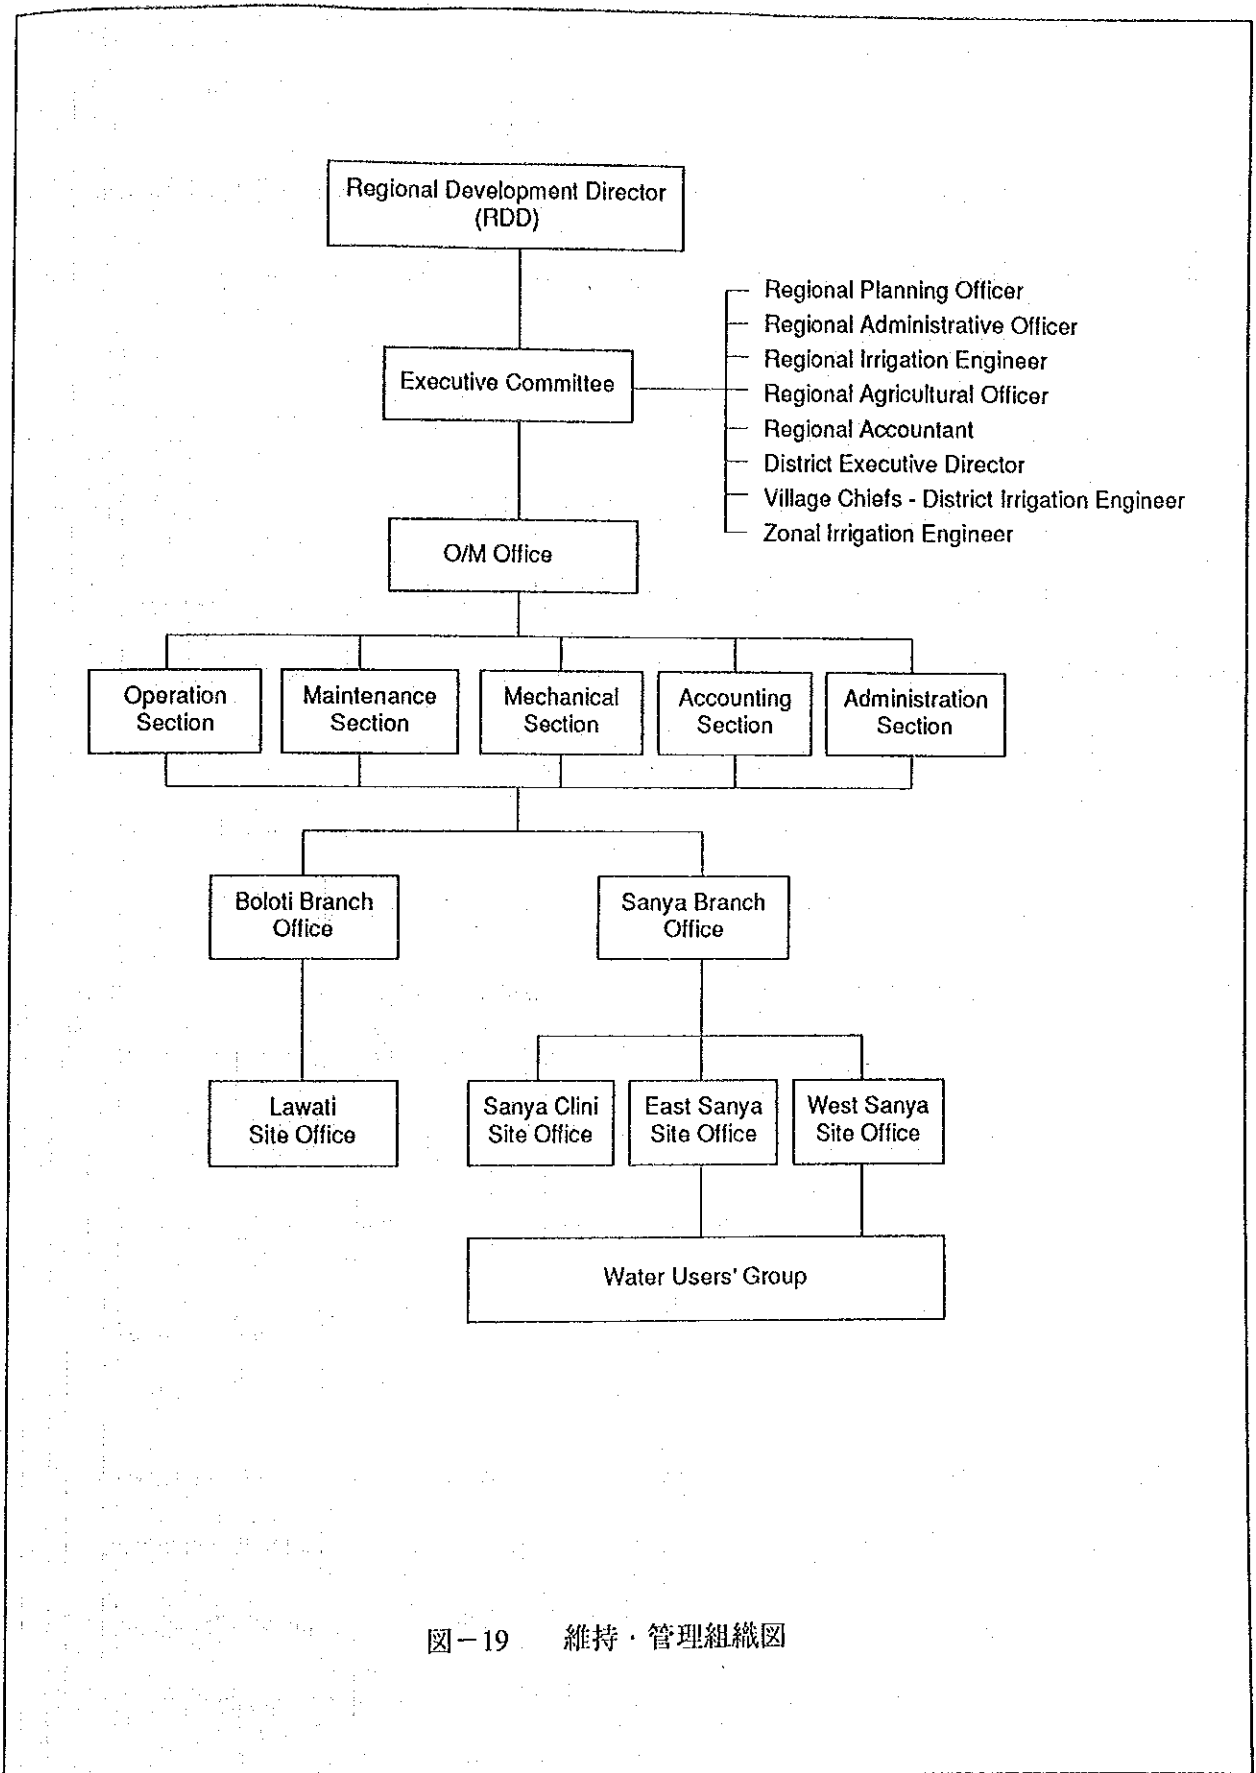 Regional Development Director
(RDD)
Executive Committee
Regional Planning Officer
Regional Administrative Officer
Regional Irrigation Engineer
Regional Agricultural Officer
Regional Accountant
District Executive Director
Village Chiefs - District Irrigation Engineer
Zonal Irrigation Engineer
O/M Office
Operation
Section
Maintenance
Section
Mechanical
Section
Accounting
Section
Administration
Section
Boloti Branch
Office
Sanya Branch
Office
Lawati
Site Office
Sanya Clini
Site Office
East Sanya
Site Office
West Sanya
Site Office
Water Users' Group
図－19 維持・管理組織図